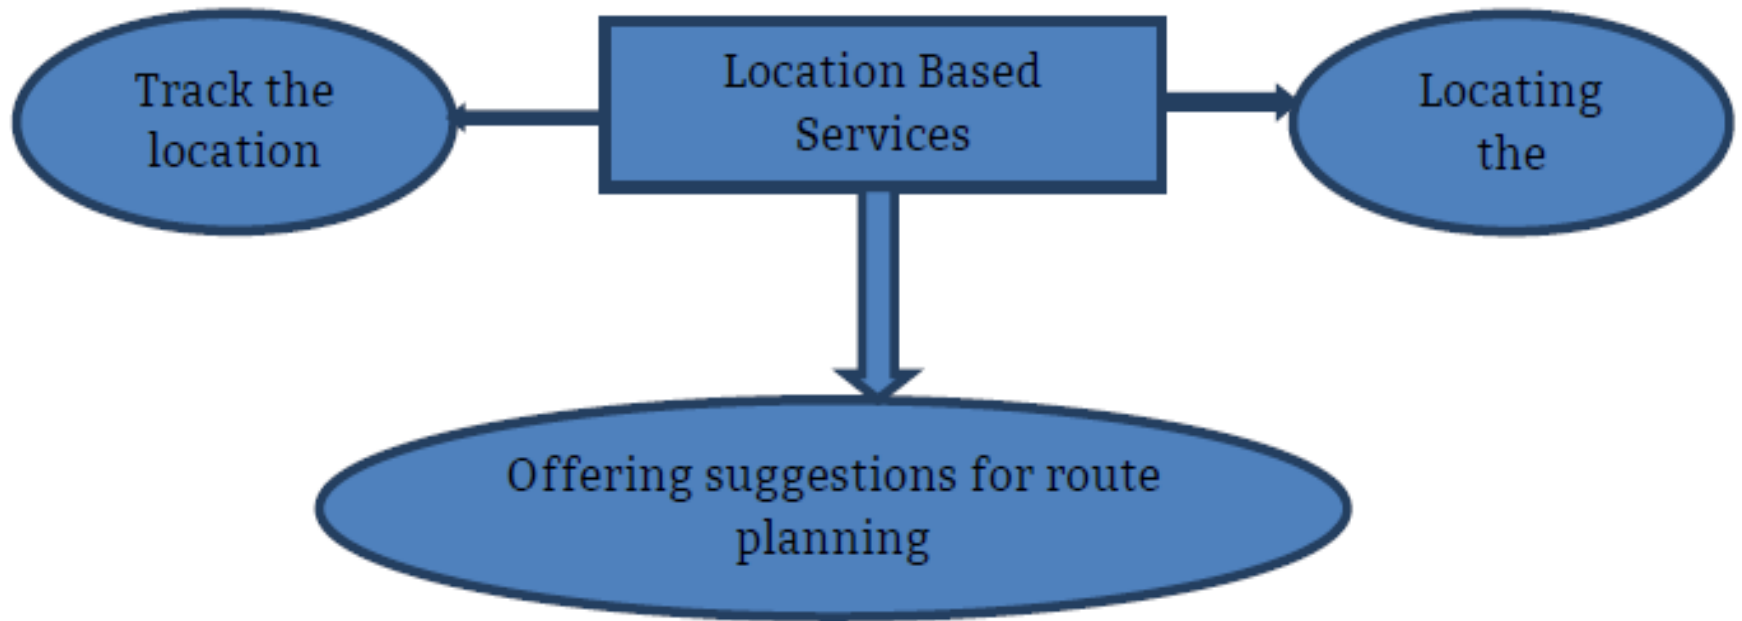 Track the
location
Location Based
Services
Locating
the
Offering suggestions for route
planning